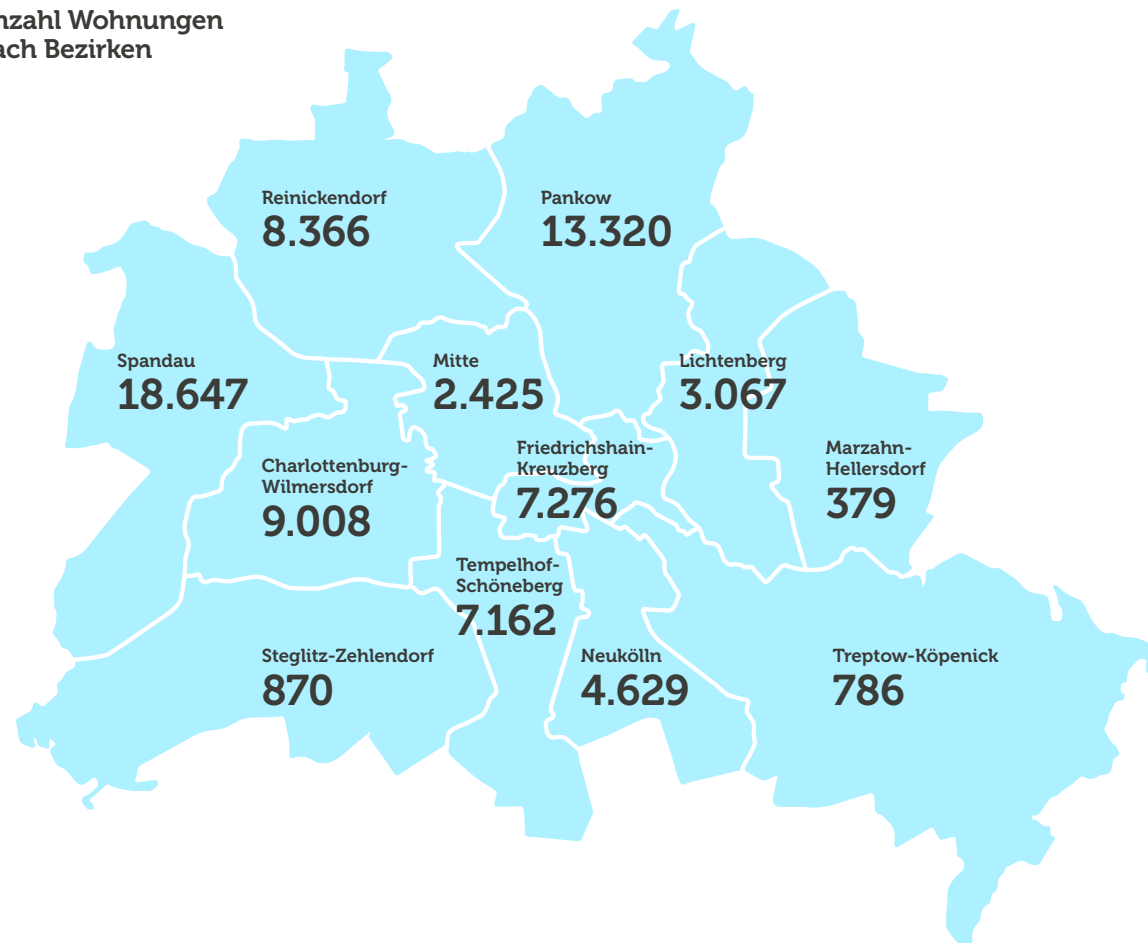 nzahl Wohnungen
ach Bezirken
Reinickendorf
8.366
Pankow
13.320
Spandau
18.647
Mitte
2.425
Lichtenberg
3.067
Charlottenburg-
Wilmersdorf
9.008
Friedrichshain-
Kreuzberg
7.276
Marzahn-
Hellersdorf
379
Tempelhof-
Schöneberg
7.162
Steglitz-Zehlendorf
870
Neukölln
4.629
Treptow-Köpenick
786